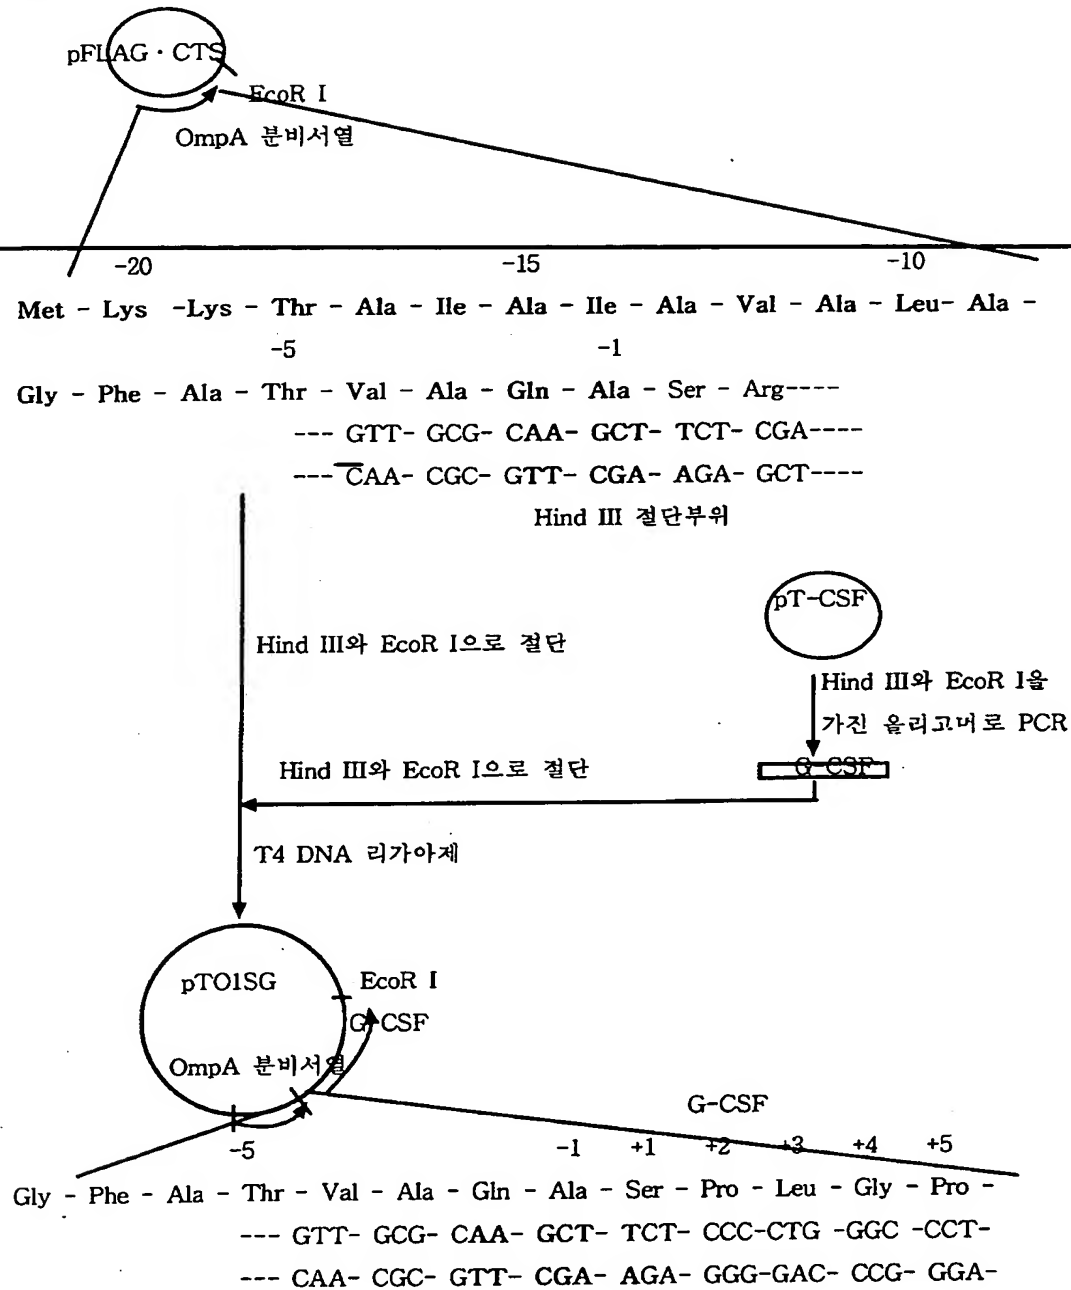 pFLAG · CTS
EcoR I
OmpA 분비서열
-20 -15 -10
Met - Lys -Lys - Thr - Ala - Ile - Ala - Ile - Ala - Val - Ala - Leu- Ala -
-5 -1
Gly - Phe - Ala - Thr - Val - Ala - Gln - Ala - Ser - Arg----
--- GTT- GCG- CAA- GCT- TCT- CGA----
--- CAA- CGC- GTT- CGA- AGA- GCT----
Hind III 절단부위
pT-CSF
Hind III와 EcoR I으로 절단
Hind III와 EcoR I을
가진 올리고머로 PCR
Hind III와 EcoR I으로 절단
G-CSF
T4 DNA 리가아제
pTO1SG
EcoR I
G-CSF
OmpA 분비서열
G-CSF
-5 -1 +1 +2 +3 +4 +5
Gly - Phe - Ala - Thr - Val - Ala - Gln - Ala - Ser - Pro - Leu - Gly - Pro -
--- GTT- GCG- CAA- GCT- TCT- CCC-CTG -GGC -CCT-
--- CAA- CGC- GTT- CGA- AGA- GGG-GAC- CCG- GGA-